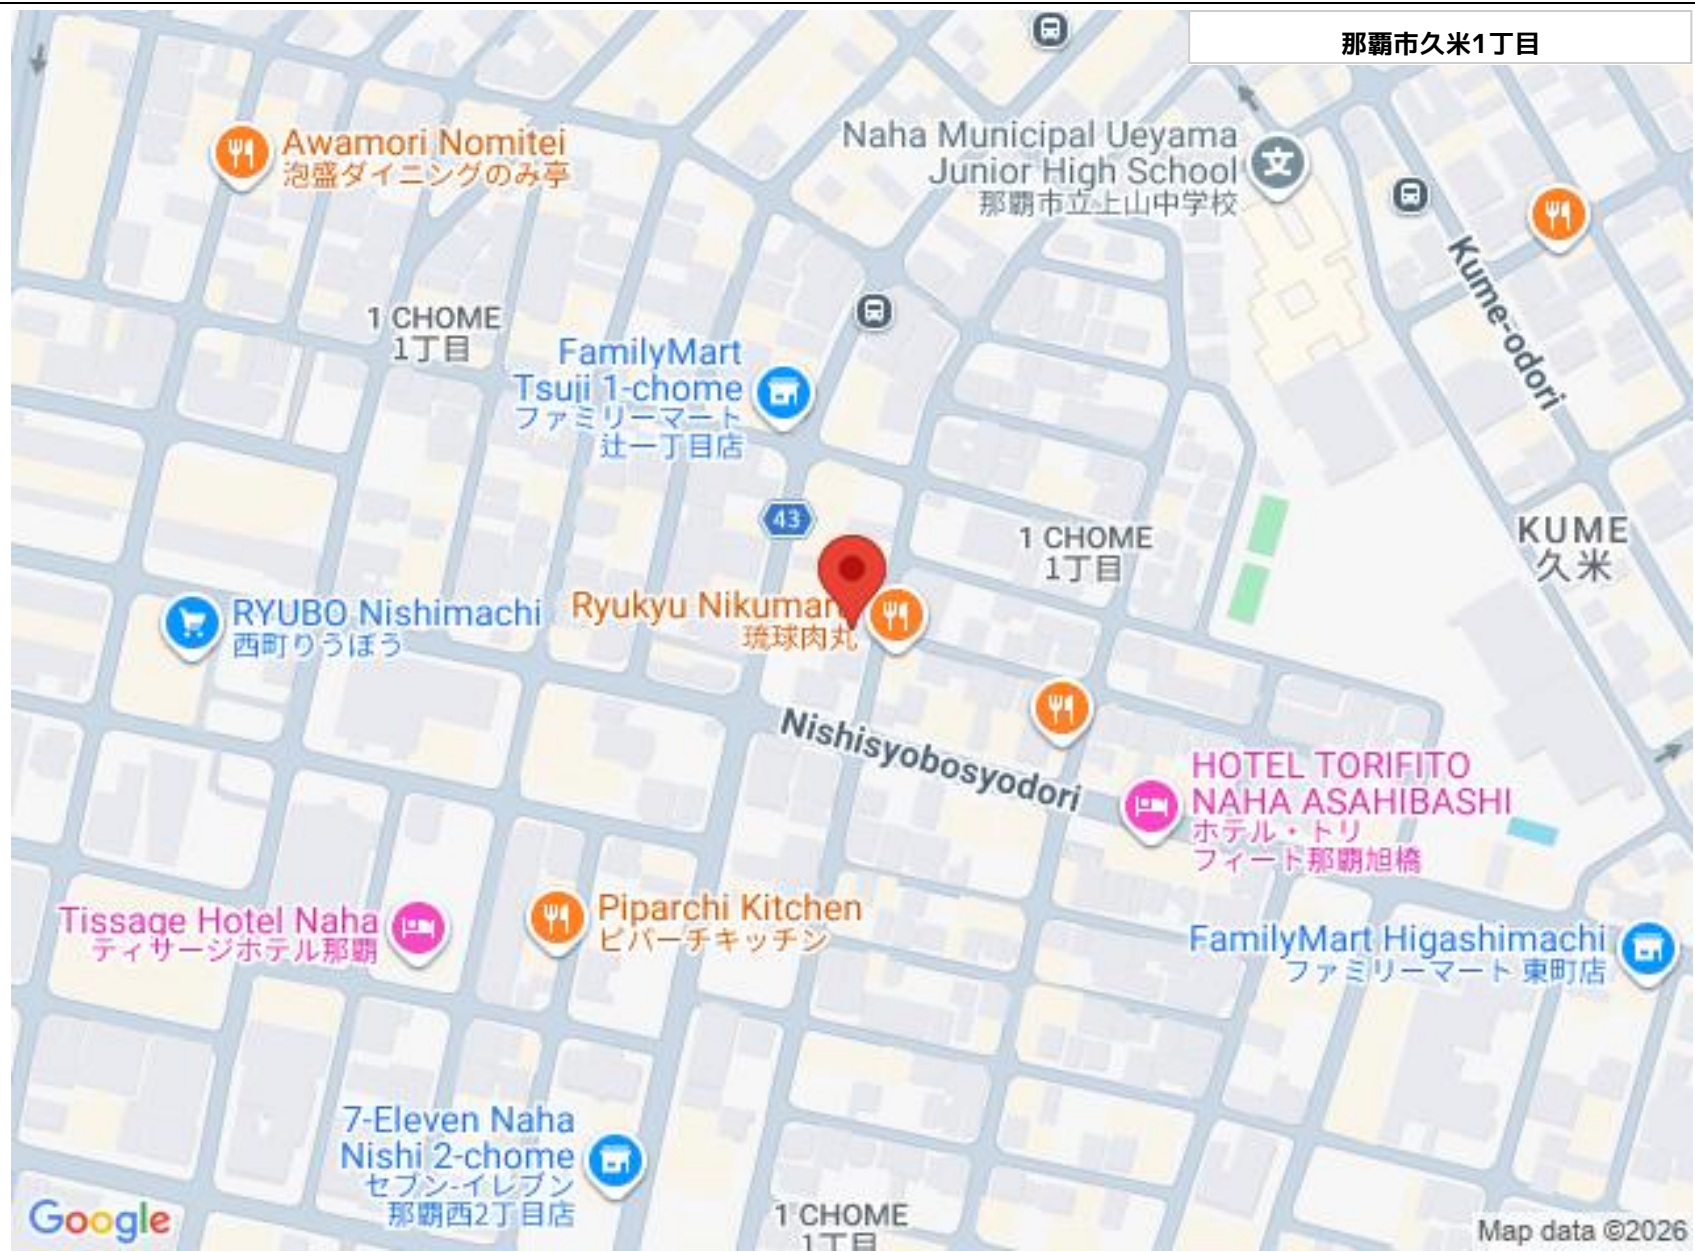 那覇市久米1丁目
Awamori Nomitei
泡盛ダイニングのみ亭
Naha Municipal Ueyama
Junior High School
那覇市立上山中学校
文
Kume-odori
1 CHOME
1丁目
FamilyMart
Tsuji 1-chome
ファミリーマート
辻一丁目店
43
1 CHOME
1丁目
KUME
久米
RYUBO Nishimachi
西町りうぼう
Ryukyu Nikuman
琉球肉丸
Nishisyobosyodori
HOTEL TORIFITO
NAHA ASAHIBASHI
ホテル・トリ
フィート那覇旭橋
Tissage Hotel Naha
ティサージホテル那覇
Piparchi Kitchen
ピパーチキッチン
FamilyMart Higashimachi
ファミリーマート 東町店
7-Eleven Naha
Nishi 2-chome
セブン-イレブン
那覇西2丁目店
1 CHOME
1丁目
Google
Map data ©2026